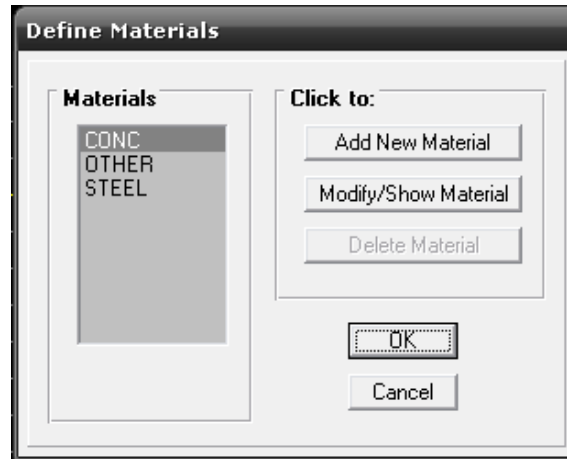 Define Materials
Materials
CONC
OTHER
STEEL
Click to:
Add New Material
Modify/Show Material
Delete Material
OK
Cancel